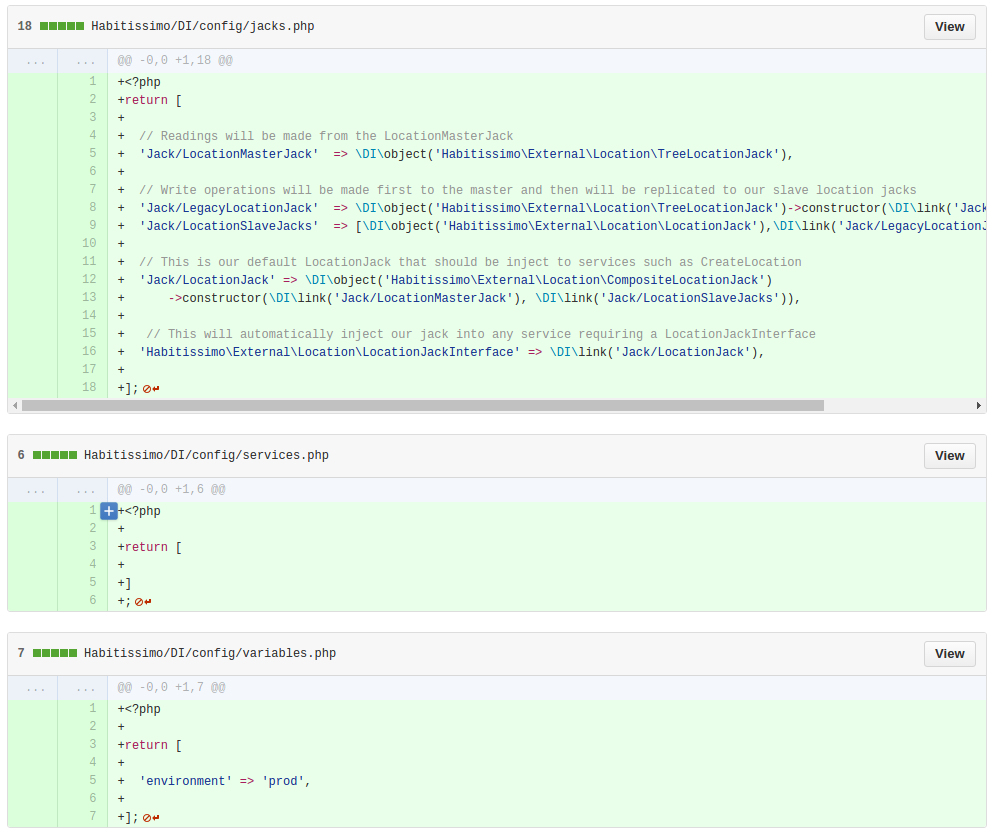 18 Habitissimo/DI/config/jacks.php View
... ... @@ -0,0 +1,18 @@
1 +<?php
2 +return [
3 +
4 +  // Readings will be made from the LocationMasterJack
5 +  'Jack/LocationMasterJack'  => \DI\object('Habitissimo\External\Location\TreeLocationJack'),
6 +
7 +  // Write operations will be made first to the master and then will be replicated to our slave location jacks
8 +  'Jack/LegacyLocationJack'  => \DI\object('Habitissimo\External\Location\TreeLocationJack')->constructor(\DI\link('Jack
9 +  'Jack/LocationSlaveJacks'  => [\DI\object('Habitissimo\External\Location\LocationJack'),\DI\link('Jack/LegacyLocationJ
10 +
11 +  // This is our default LocationJack that should be inject to services such as CreateLocation
12 +  'Jack/LocationJack' => \DI\object('Habitissimo\External\Location\CompositeLocationJack')
13 +      ->constructor(\DI\link('Jack/LocationMasterJack'), \DI\link('Jack/LocationSlaveJacks')),
14 +
15 +   // This will automatically inject our jack into any service requiring a LocationJackInterface
16 +  'Habitissimo\External\Location\LocationJackInterface' => \DI\link('Jack/LocationJack'),
17 +
18 +];
6 Habitissimo/DI/config/services.php View
... ... @@ -0,0 +1,6 @@
1 +<?php
2 +
3 +return [
4 +
5 +]
6 +;
7 Habitissimo/DI/config/variables.php View
... ... @@ -0,0 +1,7 @@
1 +<?php
2 +
3 +return [
4 +
5 +  'environment' => 'prod',
6 +
7 +];